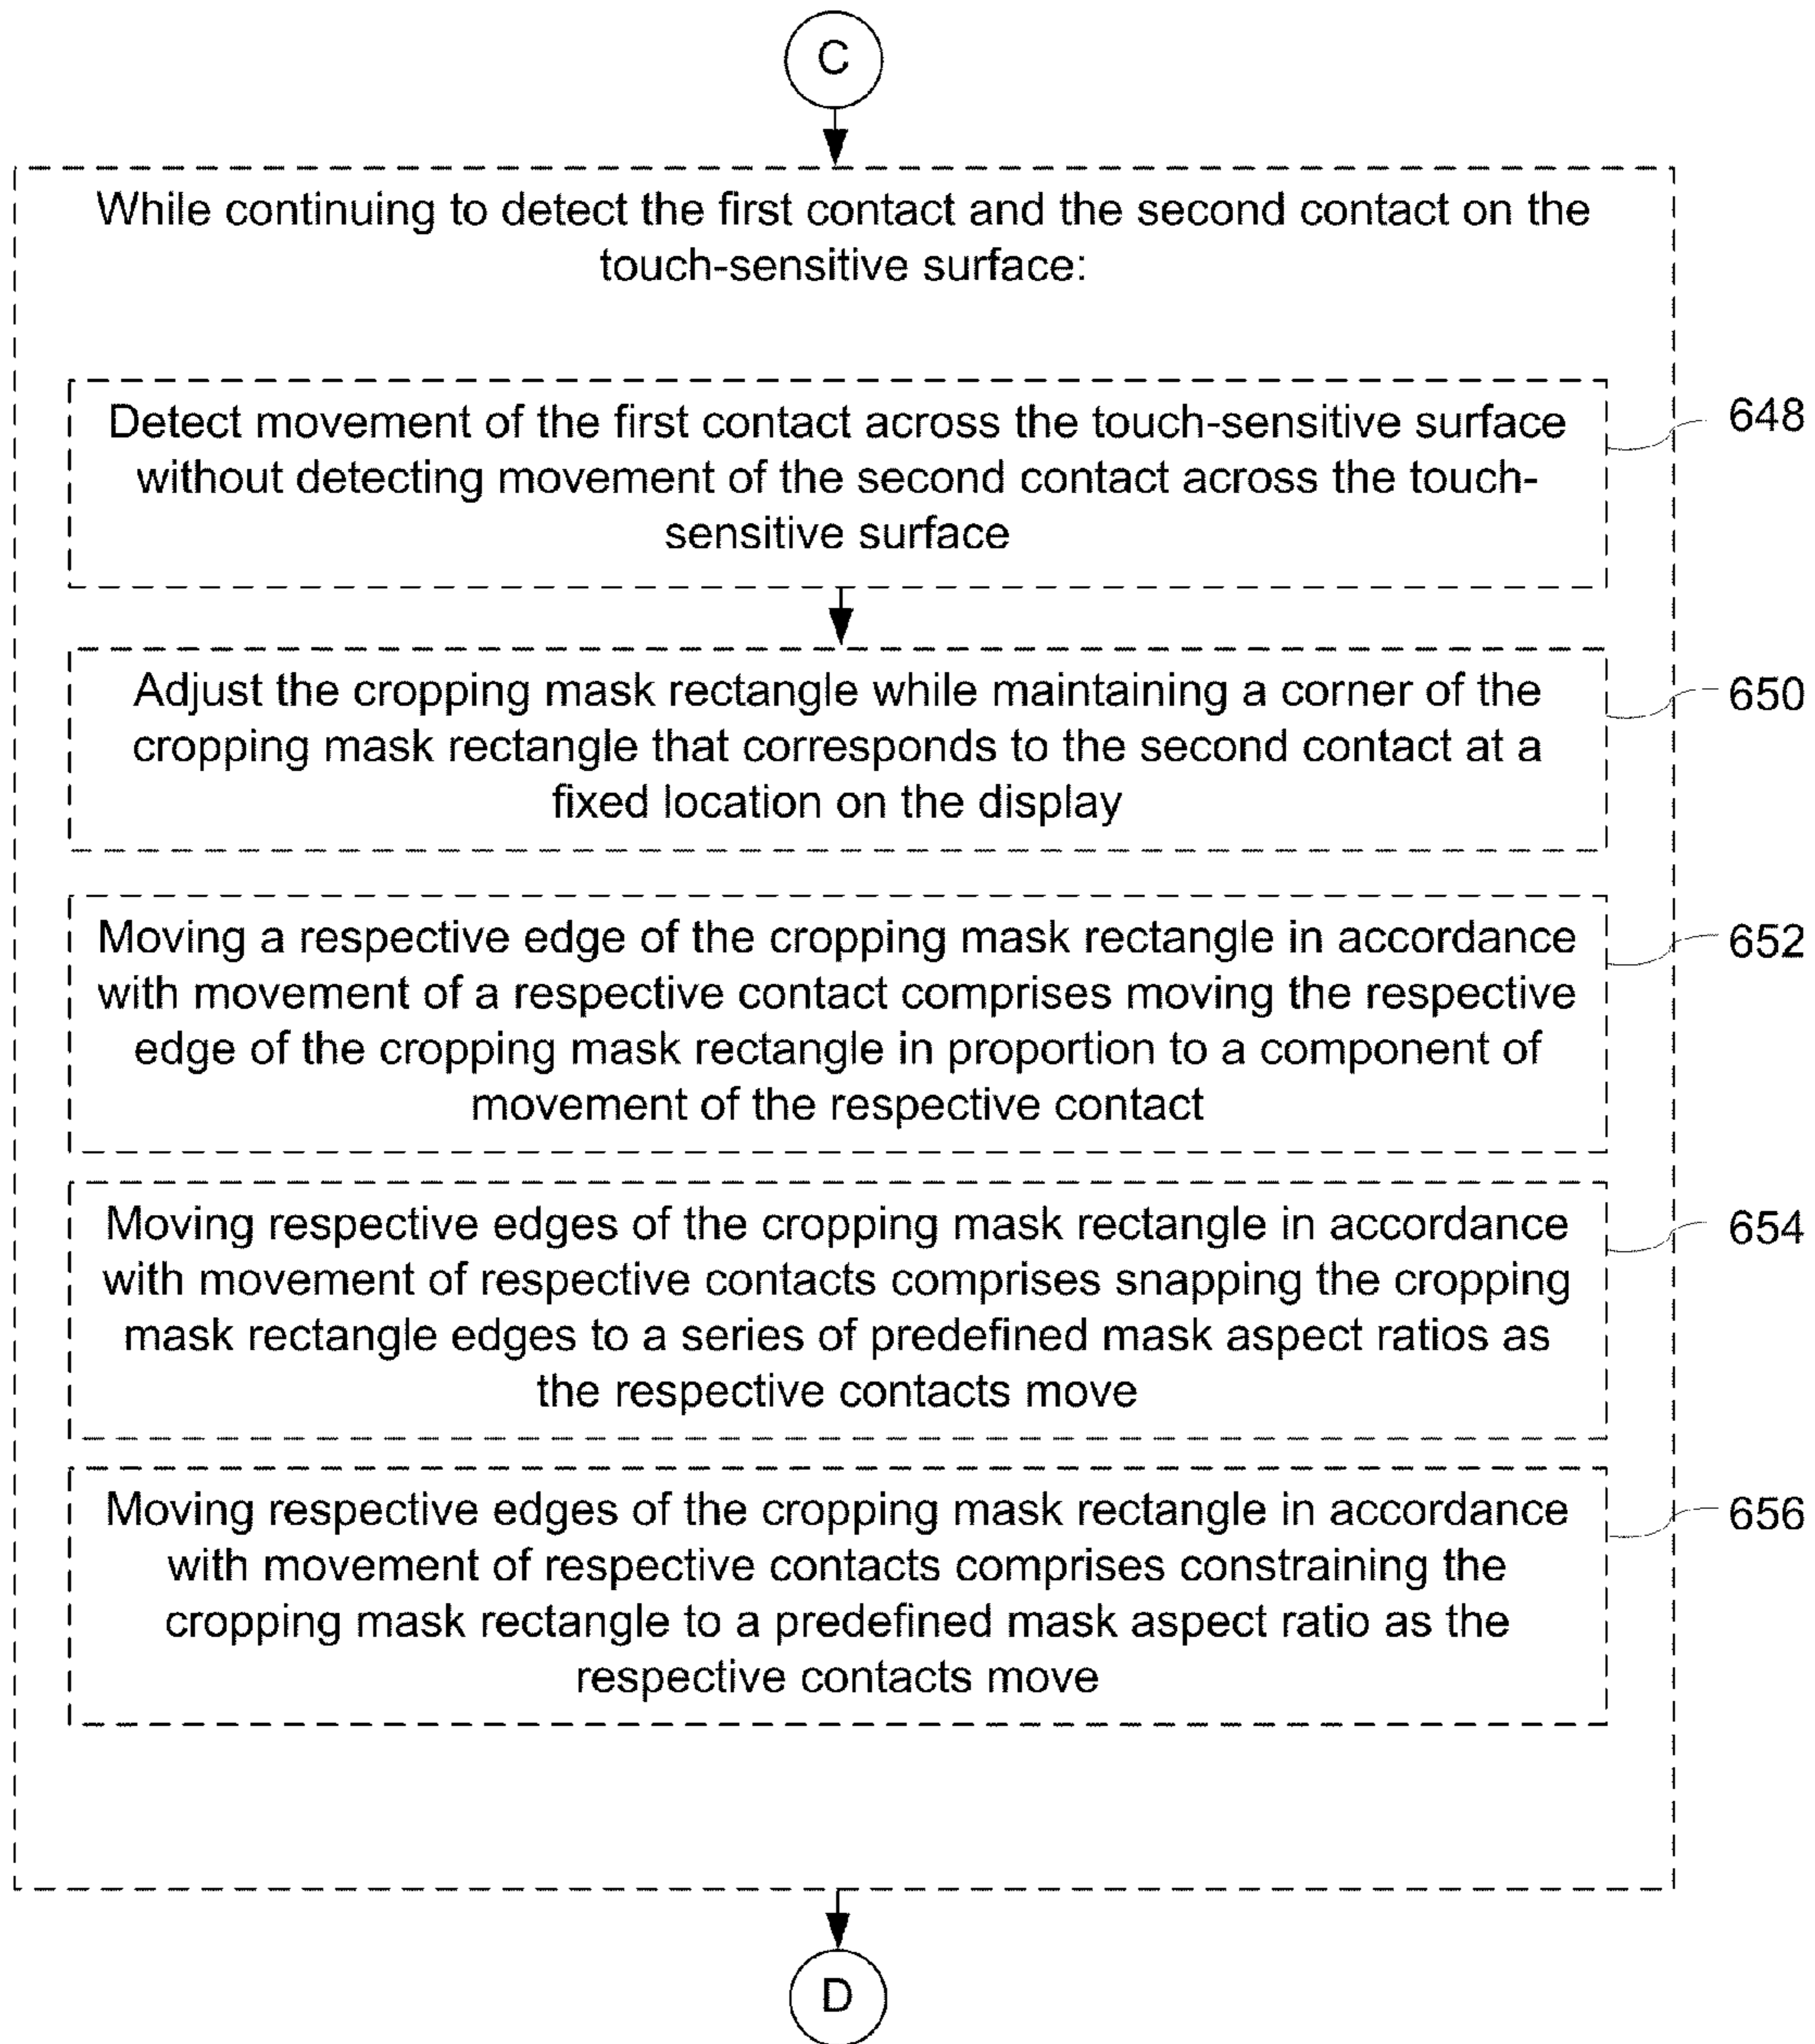 C
While continuing to detect the first contact and the second contact on the
touch-sensitive surface:
Detect movement of the first contact across the touch-sensitive surface
without detecting movement of the second contact across the touch-
sensitive surface
648
Adjust the cropping mask rectangle while maintaining a corner of the
cropping mask rectangle that corresponds to the second contact at a
fixed location on the display
650
Moving a respective edge of the cropping mask rectangle in accordance
with movement of a respective contact comprises moving the respective
edge of the cropping mask rectangle in proportion to a component of
movement of the respective contact
652
Moving respective edges of the cropping mask rectangle in accordance
with movement of respective contacts comprises snapping the cropping
mask rectangle edges to a series of predefined mask aspect ratios as
the respective contacts move
654
Moving respective edges of the cropping mask rectangle in accordance
with movement of respective contacts comprises constraining the
cropping mask rectangle to a predefined mask aspect ratio as the
respective contacts move
656
D